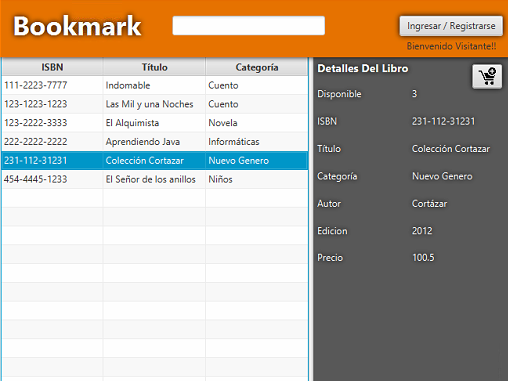 Bookmark
Ingresar / Registrarse
Bienvenido Visitante!!
ISBN Título Categoría
111-2223-7777 Indomable Cuento
123-1223-1223 Las Mil y una Noches Cuento
123-2222-3333 El Alquimista Novela
222-2222-2222 Aprendiendo Java Informáticas
231-112-31231 Colección Cortazar Nuevo Genero
454-4445-1233 El Señor de los anillos Niños
Detalles Del Libro
Disponible 3
ISBN 231-112-31231
Título Colección Cortazar
Categoría Nuevo Genero
Autor Cortázar
Edicion 2012
Precio 100.5